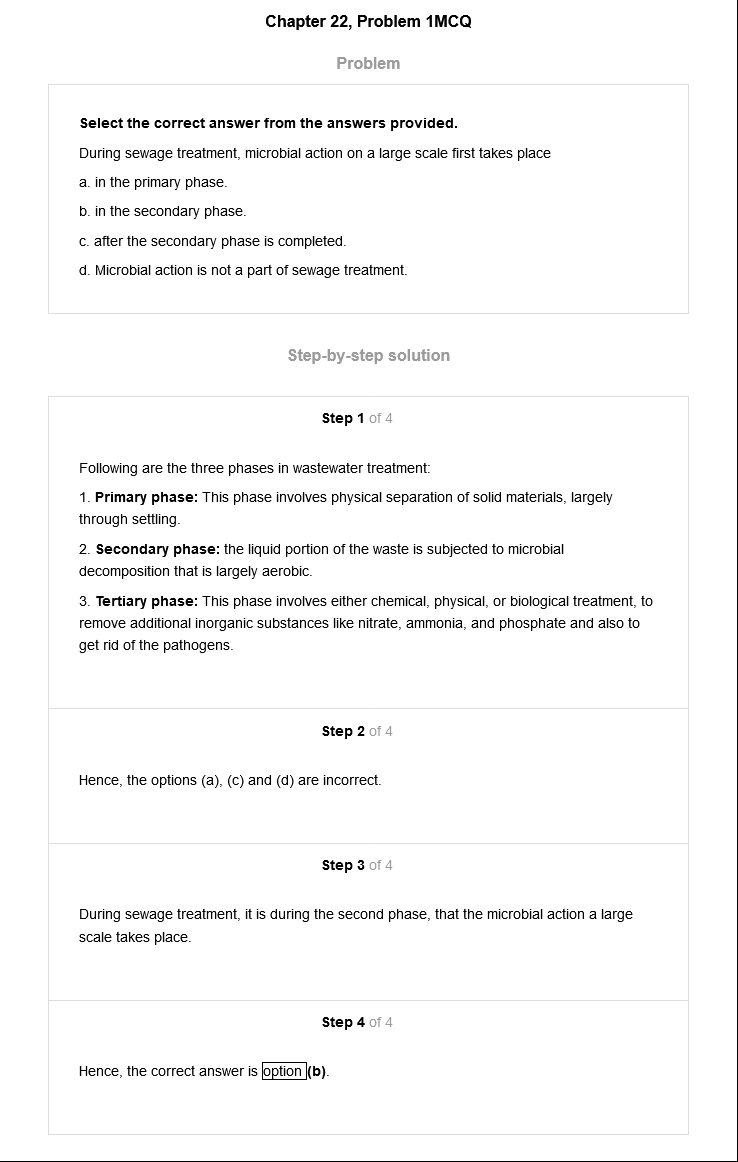 Chapter 22, Problem 1MCQ
Problem
Select the correct answer from the answers provided.
During sewage treatment, microbial action on a large scale first takes place
a. in the primary phase.
b. in the secondary phase.
c. after the secondary phase is completed.
d. Microbial action is not a part of sewage treatment.
Step-by-step solution
Step 1 of 4
Following are the three phases in wastewater treatment:
1. Primary phase: This phase involves physical separation of solid materials, largely
through settling.
2. Secondary phase: the liquid portion of the waste is subjected to microbial
decomposition that is largely aerobic.
3. Tertiary phase: This phase involves either chemical, physical, or biological treatment, to
remove additional inorganic substances like nitrate, ammonia, and phosphate and also to
get rid of the pathogens.
Step 2 of 4
Hence, the options (a), (c) and (d) are incorrect.
Step 3 of 4
During sewage treatment, it is during the second phase, that the microbial action a large
scale takes place.
Step 4 of 4
Hence, the correct answer is option (b).